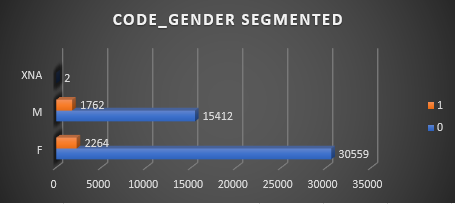 CODE_GENDER SEGMENTED
XNA 2
M 1762 15412
F 2264 30559
1
0
0 5000 10000 15000 20000 25000 30000 35000